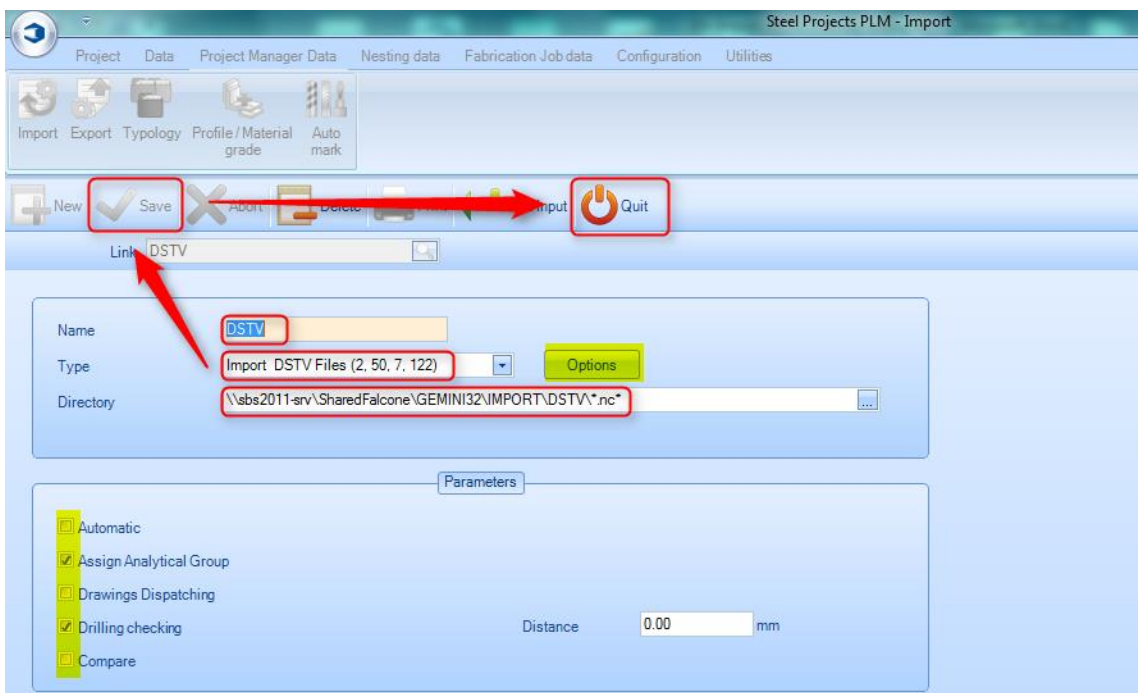 Steel Projects PLM - Import
Project Data Project Manager Data Nesting data Fabrication Job data Configuration Utilities
Import Export Typology Profile / Material grade Auto mark
New Save Abort Delete Input Quit
Link DSTV
Name DSTV
Type Import DSTV Files (2, 50, 7, 122) Options
Directory \\sbs2011-srv\SharedFalcone\GEMINI32\IMPORT\DSTV\*.nc* ...
Parameters
Automatic
Assign Analytical Group
Drawings Dispatching
Drilling checking Distance 0.00 mm
Compare